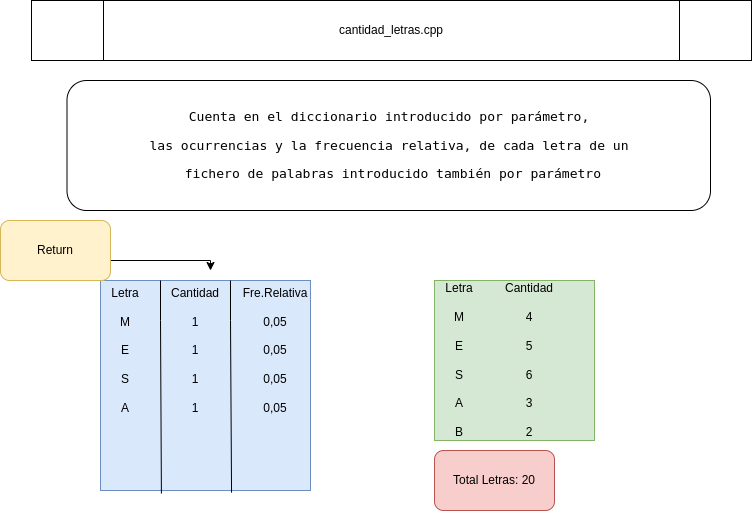 cantidad_letras.cpp
Cuenta en el diccionario introducido por parámetro,
las ocurrencias y la frecuencia relativa, de cada letra de un
fichero de palabras introducido también por parámetro
Return
Letra Cantidad Fre.Relativa
M 1 0,05
E 1 0,05
S 1 0,05
A 1 0,05
Letra Cantidad
M 4
E 5
S 6
A 3
B 2
Total Letras: 20